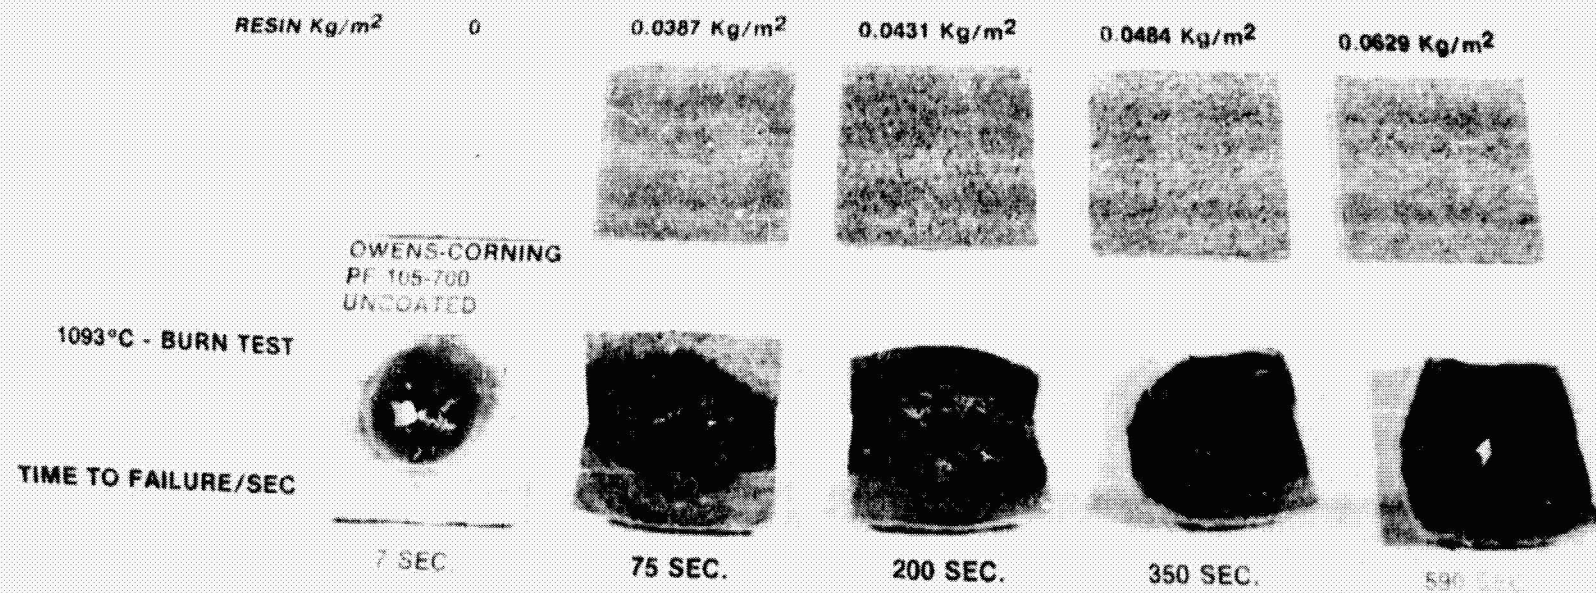 RESIN Kg/m² 0 0.0387 Kg/m² 0.0431 Kg/m² 0.0484 Kg/m² 0.0629 Kg/m²
OWENS-CORNING
PF 105-700
UNCOATED
1093°C - BURN TEST
TIME TO FAILURE/SEC
7 SEC. 75 SEC. 200 SEC. 350 SEC. 590 SEC